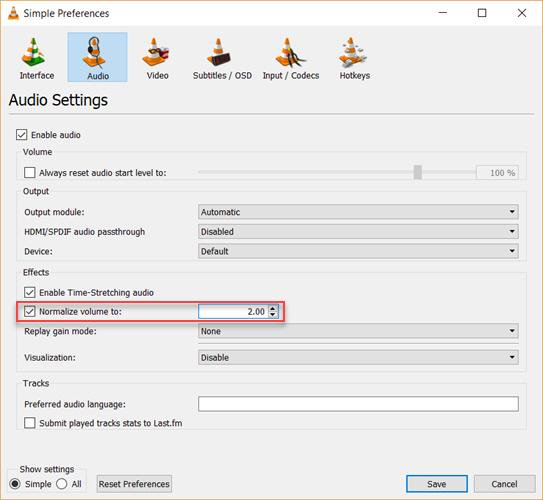 Simple Preferences
Interface Audio Video Subtitles / OSD Input / Codecs Hotkeys
Audio Settings
Enable audio
Volume
Always reset audio start level to: 100 %
Output
Output module: Automatic
HDMI/SPDIF audio passthrough Disabled
Device: Default
Effects
Enable Time-Stretching audio
Normalize volume to: 2.00
Replay gain mode: None
Visualization: Disable
Tracks
Preferred audio language:
Submit played tracks stats to Last.fm
Show settings
Simple All Reset Preferences Save Cancel